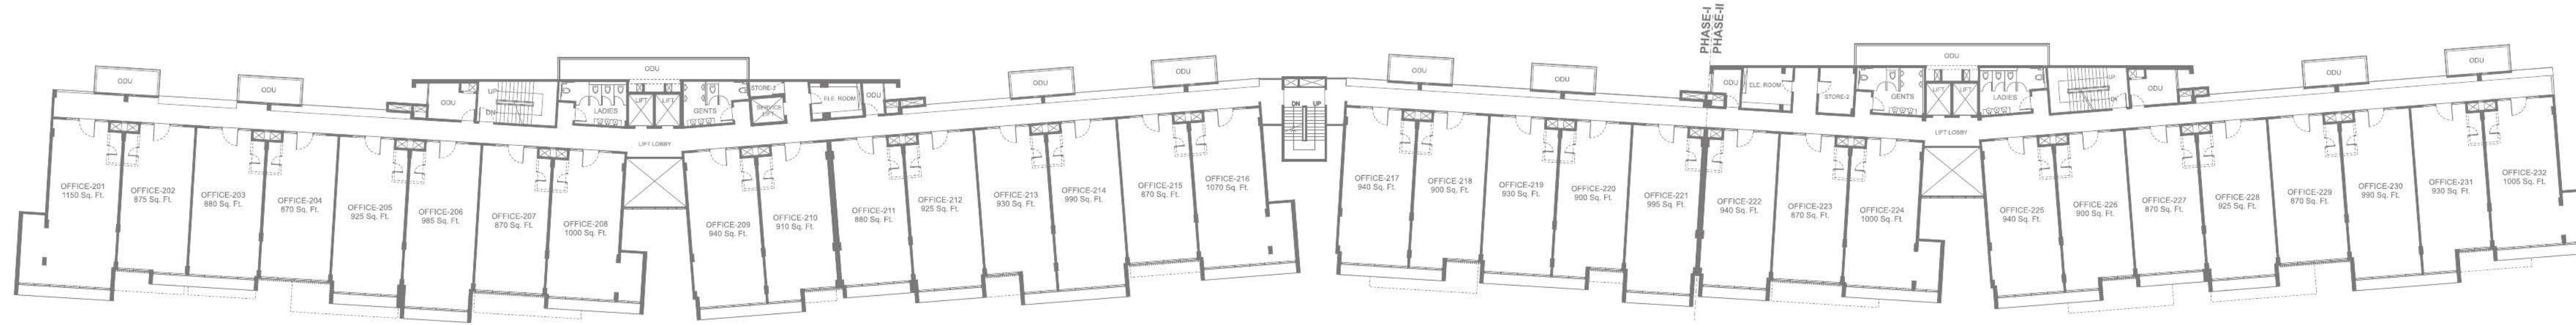 PHASE-I
PHASE-II
ODU
ODU
ODU
UP
DN
ODU
LADIES
LIFT
LIFT
GENTS
STORE-2
SERVICE
LIFT
ELE. ROOM
ODU
LIFT LOBBY
ODU
ODU
DN
UP
ODU
ODU
ODU
ELE. ROOM
STORE-2
GENTS
ODU
LIFT
LIFT
LADIES
UP
DN
ODU
LIFT LOBBY
ODU
ODU
OFFICE-201
1150 Sq. Ft.
OFFICE-202
875 Sq. Ft.
OFFICE-203
880 Sq. Ft.
OFFICE-204
870 Sq. Ft.
OFFICE-205
925 Sq. Ft.
OFFICE-206
985 Sq. Ft.
OFFICE-207
870 Sq. Ft.
OFFICE-208
1000 Sq. Ft.
OFFICE-209
940 Sq. Ft.
OFFICE-210
910 Sq. Ft.
OFFICE-211
880 Sq. Ft.
OFFICE-212
925 Sq. Ft.
OFFICE-213
930 Sq. Ft.
OFFICE-214
990 Sq. Ft.
OFFICE-215
870 Sq. Ft.
OFFICE-216
1070 Sq. Ft.
OFFICE-217
940 Sq. Ft.
OFFICE-218
900 Sq. Ft.
OFFICE-219
930 Sq. Ft.
OFFICE-220
900 Sq. Ft.
OFFICE-221
995 Sq. Ft.
OFFICE-222
940 Sq. Ft.
OFFICE-223
870 Sq. Ft.
OFFICE-224
1000 Sq. Ft.
OFFICE-225
940 Sq. Ft.
OFFICE-226
900 Sq. Ft.
OFFICE-227
870 Sq. Ft.
OFFICE-228
925 Sq. Ft.
OFFICE-229
870 Sq. Ft.
OFFICE-230
990 Sq. Ft.
OFFICE-231
930 Sq. Ft.
OFFICE-232
1005 Sq. Ft.